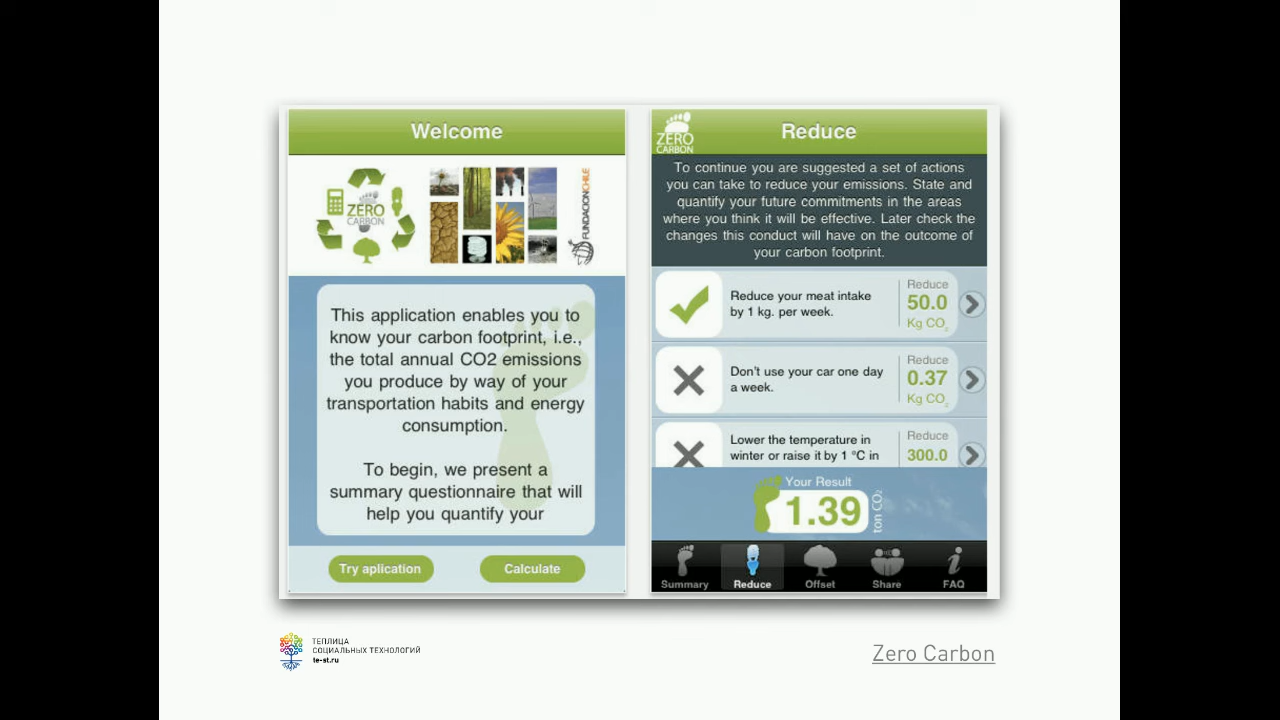 Welcome
ZERO
CARBON
FUNDACIONCHILE
This application enables you to
know your carbon footprint, i.e.,
the total annual CO2 emissions
you produce by way of your
transportation habits and energy
consumption.
To begin, we present a
summary questionnaire that will
help you quantify your
Try aplication
Calculate
ZERO
CARBON
Reduce
To continue you are suggested a set of actions
you can take to reduce your emissions. State and
quantify your future commitments in the areas
where you think it will be effective. Later check the
changes this conduct will have on the outcome of
your carbon footprint.
Reduce your meat intake
by 1 kg. per week.
Reduce
50.0
Kg CO₂
Don't use your car one day
a week.
Reduce
0.37
Kg CO₂
Lower the temperature in
winter or raise it by 1 °C in
Reduce
300.0
Your Result
1.39
ton CO₂
Summary
Reduce
Offset
Share
FAQ
ТЕПЛИЦА
СОЦИАЛЬНЫХ ТЕХНОЛОГИЙ
te-st.ru
Zero Carbon